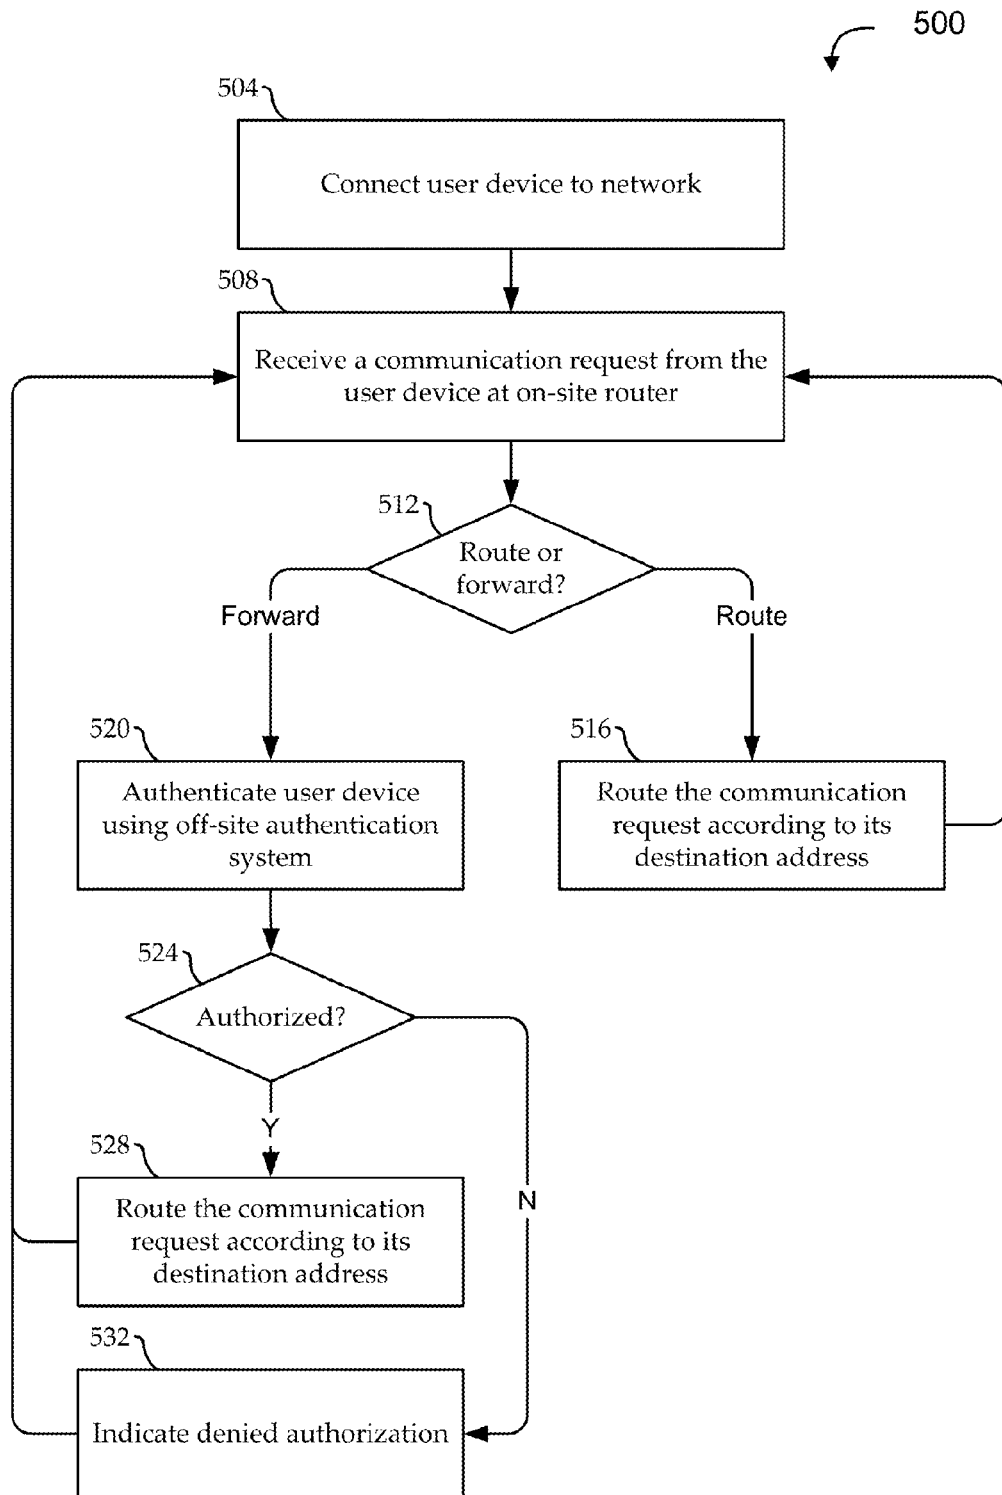 500
504
Connect user device to network
508
Receive a communication request from the
user device at on-site router
512
Route or
forward?
Forward
Route
520
Authenticate user device
using off-site authentication
system
516
Route the communication
request according to its
destination address
524
Authorized?
Y
528
Route the communication
request according to its
destination address
N
532
Indicate denied authorization